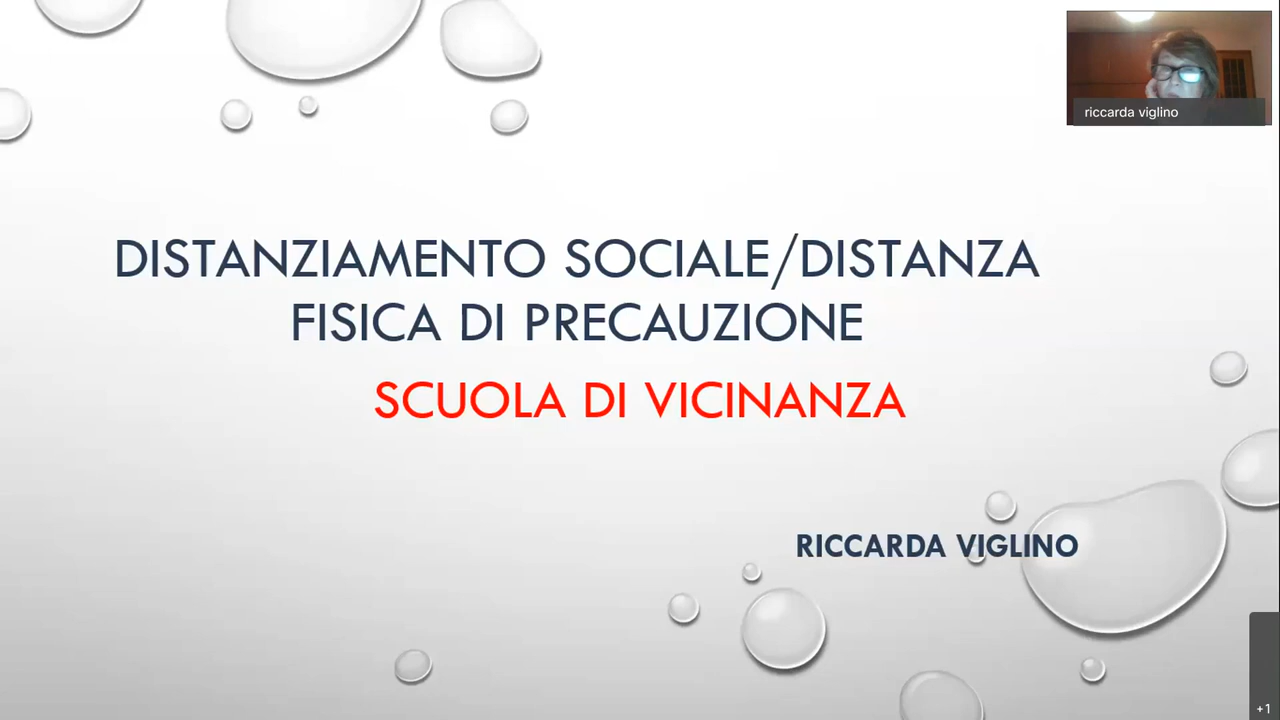 riccarda viglino
DISTANZIAMENTO SOCIALE/DISTANZA
FISICA DI PRECAUZIONE
SCUOLA DI VICINANZA
RICCARDA VIGLINO
+1